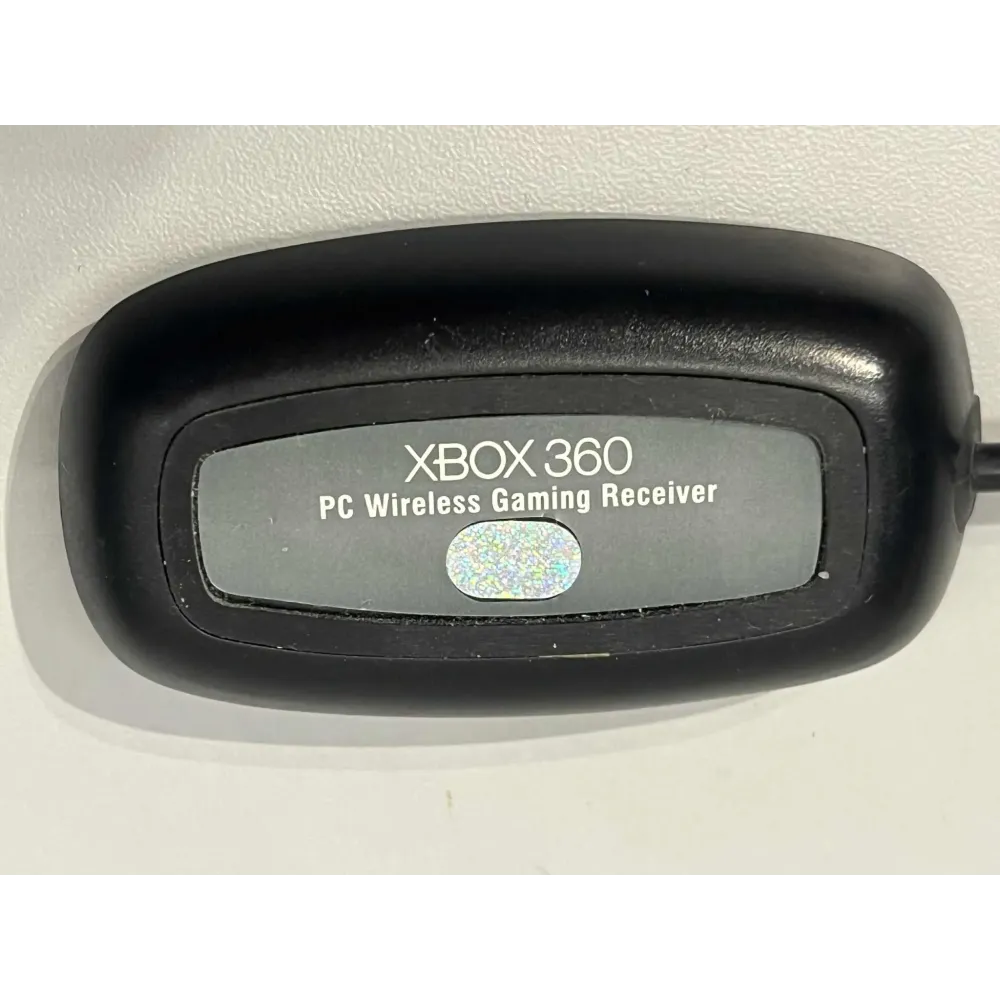 XBOX 360
PC Wireless Gaming Receiver